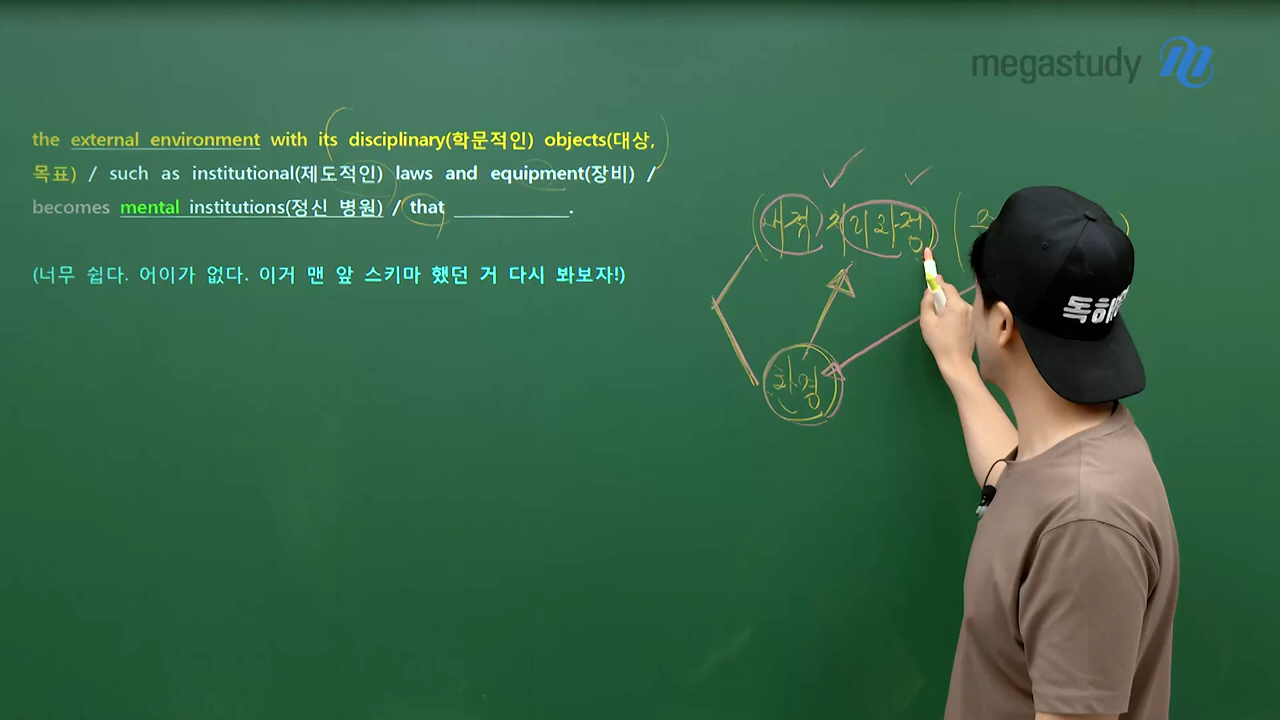 megastudy
the external environment with its disciplinary(학문적인) objects(대상,
목표) / such as institutional(제도적인) laws and equipment(장비) /
becomes mental institutions(정신 병원) / that __________.
(너무 쉽다. 어이가 없다. 이거 맨 앞 스키마 했던 거 다시 봐보자!)
내적 처리과정
환경